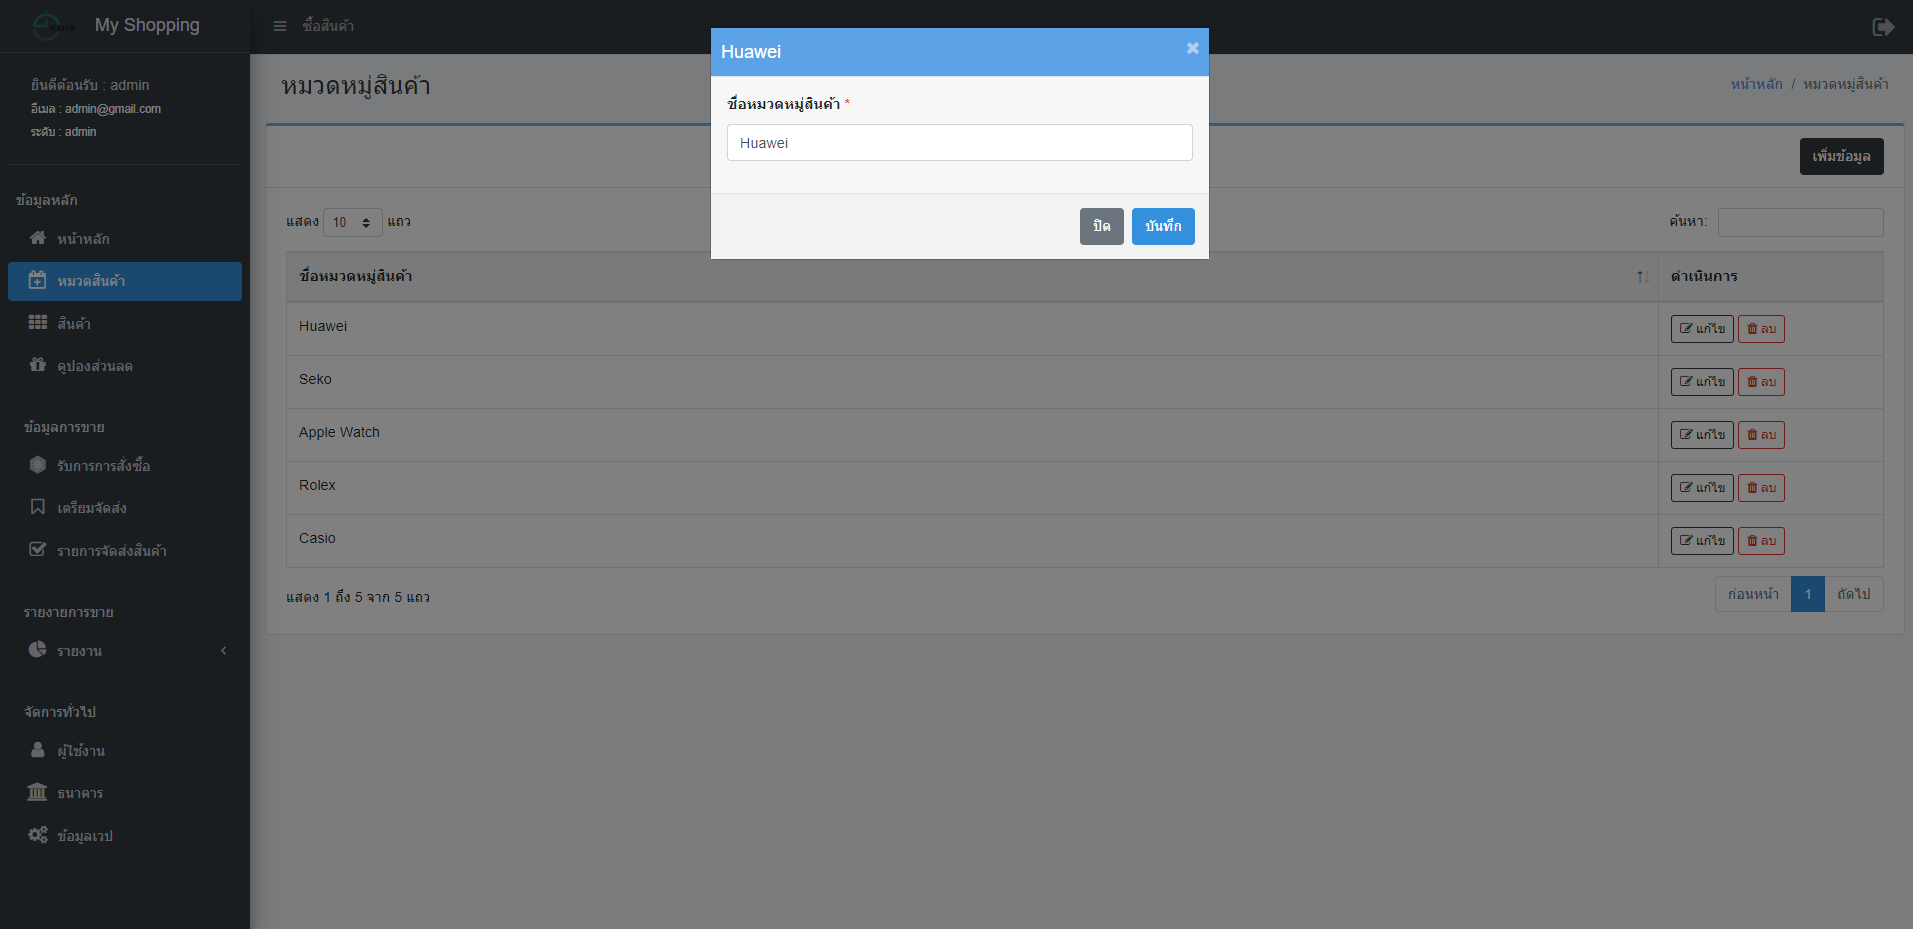 My Shopping
ซื้อสินค้า
ยินดีต้อนรับ : admin
อีเมล : admin@gmail.com
ระดับ : admin
ข้อมูลหลัก
หน้าหลัก
หมวดสินค้า
สินค้า
คูปองส่วนลด
ข้อมูลการขาย
รับการการสั่งซื้อ
เตรียมจัดส่ง
รายการจัดส่งสินค้า
รายงายการขาย
รายงาน
จัดการทั่วไป
ผู้ใช้งาน
ธนาคาร
ข้อมูลเวป
หมวดหมู่สินค้า
หน้าหลัก / หมวดหมู่สินค้า
Huawei
ชื่อหมวดหมู่สินค้า *
Huawei
ปิด บันทึก
เพิ่มข้อมูล
แสดง 10 แถว
ค้นหา:
ชื่อหมวดหมู่สินค้า ดำเนินการ
Huawei แก้ไข ลบ
Seko แก้ไข ลบ
Apple Watch แก้ไข ลบ
Rolex แก้ไข ลบ
Casio แก้ไข ลบ
แสดง 1 ถึง 5 จาก 5 แถว
ก่อนหน้า 1 ถัดไป